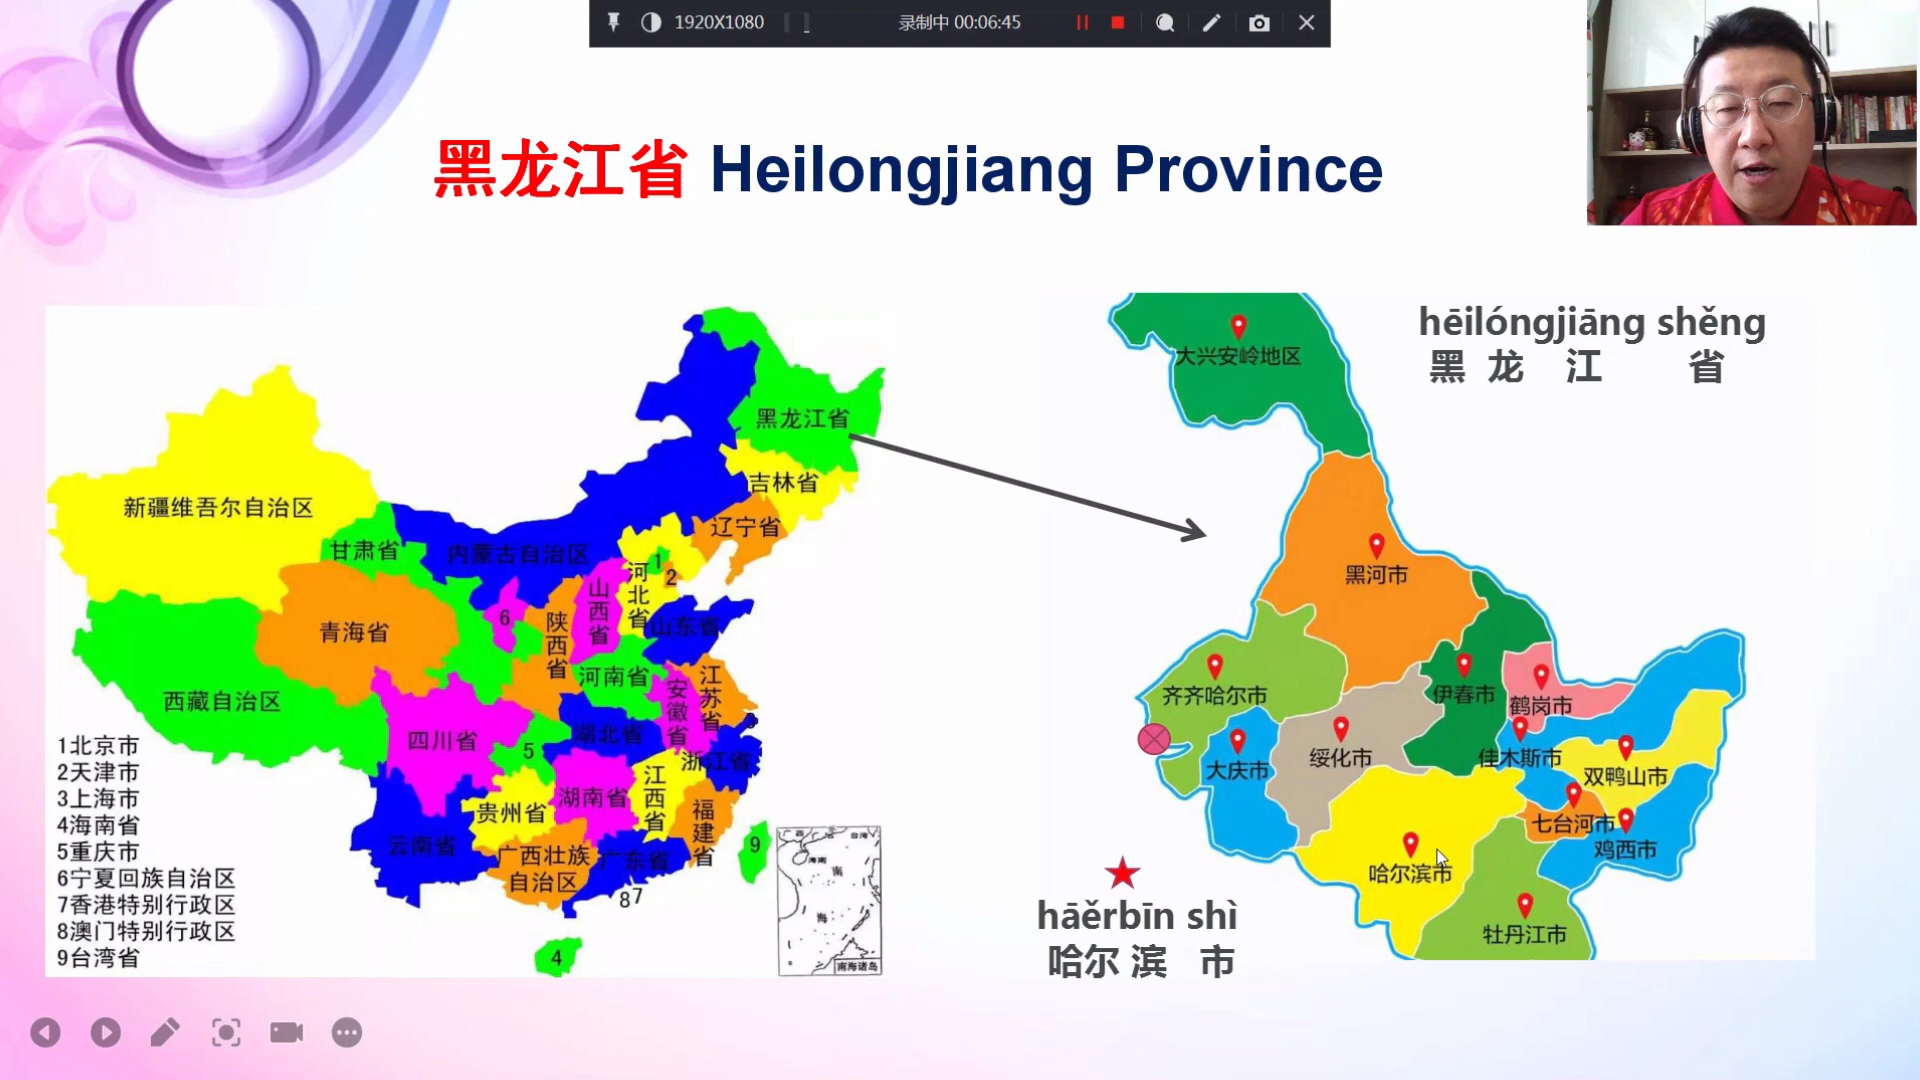 1920X1080
录制中 00:06:45
黑龙江省 Heilongjiang Province
hēilóngjiāng shěng
黑 龙 江 省
黑龙江省
吉林省
辽宁省
新疆维吾尔自治区
甘肃省
内蒙古自治区
1
2
河北省
山西省
陕西省
6
山东省
青海省
西藏自治区
河南省
江苏省
安徽省
四川省
5
湖北省
3
浙江省
湖南省
江西省
贵州省
福建省
云南省
广西壮族
自治区
广东省
87
9
4
台湾
海南
南
海
南海诸岛
1北京市
2天津市
3上海市
4海南省
5重庆市
6宁夏回族自治区
7香港特别行政区
8澳门特别行政区
9台湾省
大兴安岭地区
黑河市
齐齐哈尔市
伊春市
鹤岗市
大庆市
绥化市
佳木斯市
双鸭山市
七台河市
鸡西市
哈尔滨市
牡丹江市
hāěrbīn shì
哈尔 滨 市